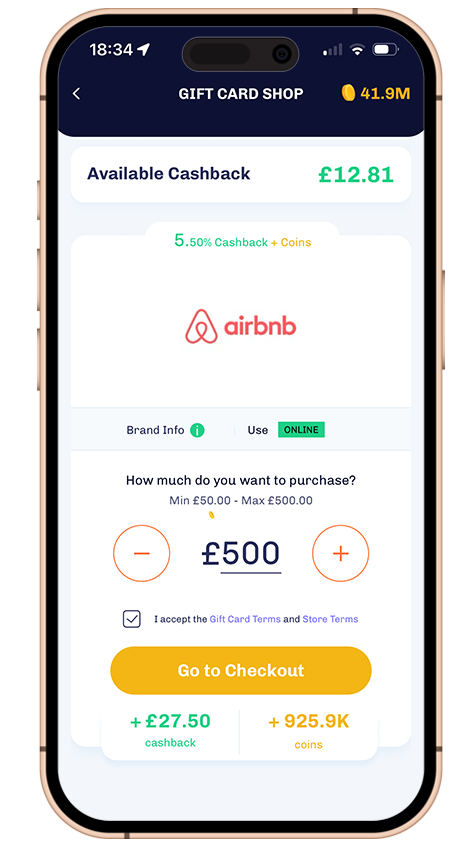 18:34
GIFT CARD SHOP 41.9M
Available Cashback £12.81
5.50% Cashback + Coins
airbnb
Brand Info i Use ONLINE
How much do you want to purchase?
Min £50.00 - Max £500.00
− £500 +
I accept the Gift Card Terms and Store Terms
Go to Checkout
+ £27.50 + 925.9K
cashback coins